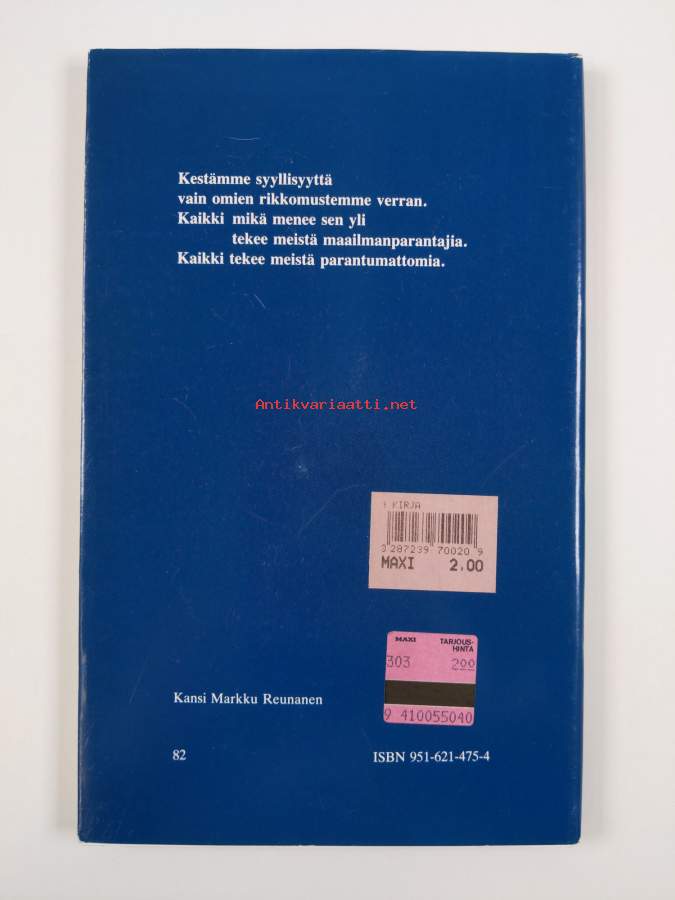 Kestämme syyllisyyttä
vain omien rikkomustemme verran.
Kaikki mikä menee sen yli
tekee meistä maailmanparantajia.
Kaikki tekee meistä parantumattomia.
Antikvariaatti.net
KIRJA
287239 70020 9
MAXI 2.00
MAXI TARJOUS-
HINTA
303 200
9 410055040
Kansi Markku Reunanen
82 ISBN 951-621-475-4